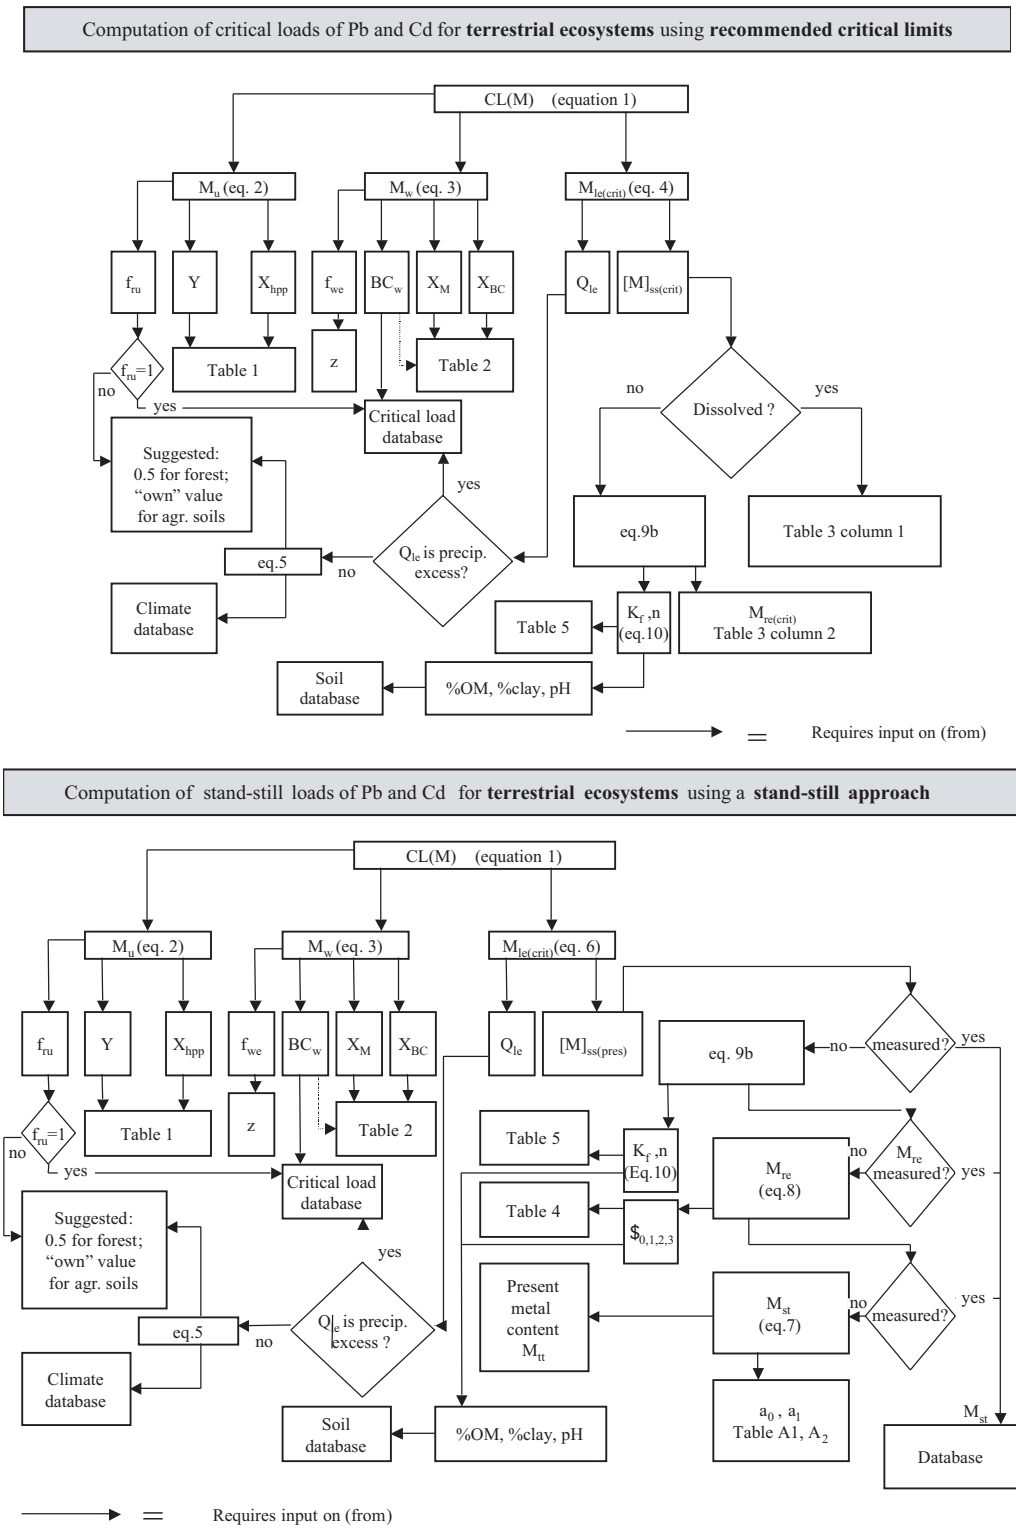 Computation of critical loads of Pb and Cd for terrestrial ecosystems using recommended critical limits
CL(M) (equation 1)
Mu (eq. 2)
Mw (eq. 3)
Mle(crit) (eq. 4)
fru
Y
Xhpp
fwe
BCw
XM
XBC
Qle
[M]ss(crit)
fru=1
Table 1
z
Table 2
no
yes
Critical load
database
no
Dissolved ?
yes
Suggested:
0.5 for forest;
“own” value
for agr. soils
yes
eq.9b
Table 3 column 1
Qle is precip.
excess?
no
eq.5
Climate
database
Table 5
Kf ,n
(eq.10)
Mre(crit)
Table 3 column 2
Soil
database
%OM, %clay, pH
= Requires input on (from)
Computation of stand-still loads of Pb and Cd for terrestrial ecosystems using a stand-still approach
CL(M) (equation 1)
Mu (eq. 2)
Mw (eq. 3)
Mle(crit) (eq. 6)
fru
Y
Xhpp
fwe
BCw
XM
XBC
Qle
[M]ss(pres)
eq. 9b
no
measured?
yes
fru=1
Table 1
z
Table 2
no
yes
Critical load
database
Table 5
Kf ,n
(Eq.10)
Mre
(eq.8)
no
Mre
measured?
yes
Suggested:
0.5 for forest;
“own” value
for agr. soils
Table 4
$0,1,2,3
yes
Qle is precip.
excess ?
no
eq.5
Present
metal
content
Mtt
Mst
(eq.7)
no
measured?
yes
Climate
database
Soil
database
%OM, %clay, pH
a0 , a1
Table A1, A2
Mst
Database
= Requires input on (from)